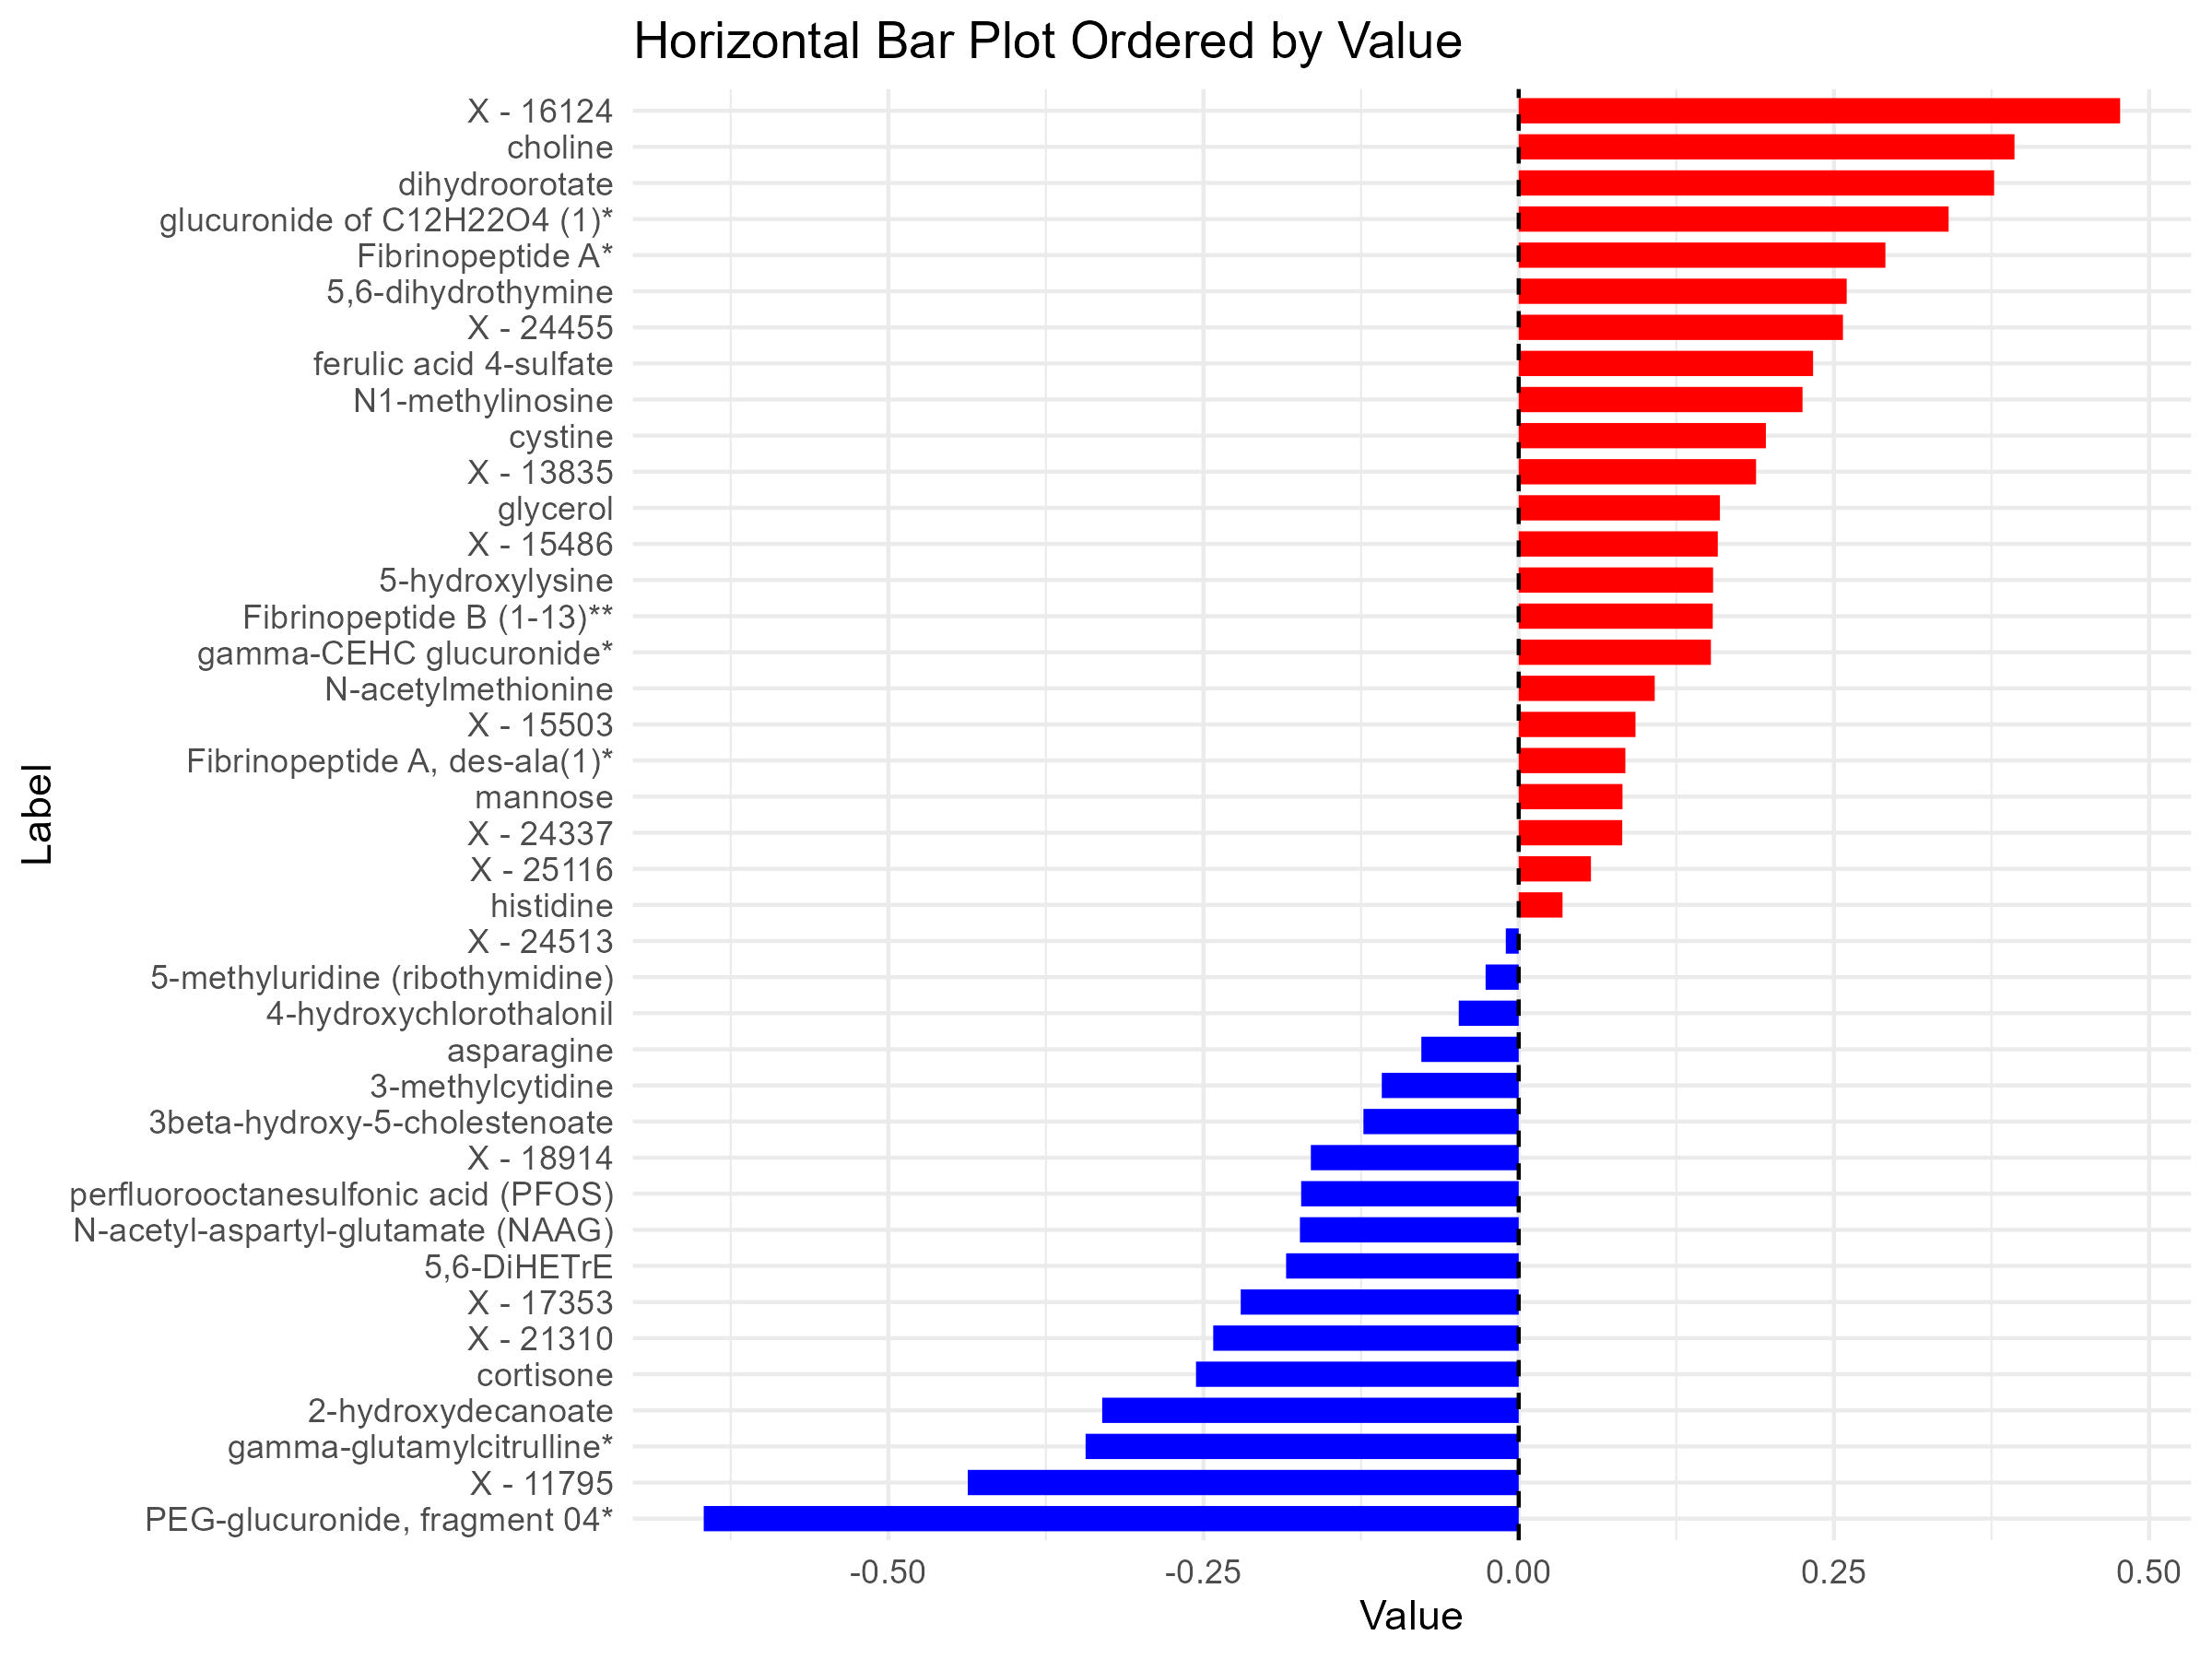 Horizontal Bar Plot Ordered by Value
X - 16124
choline
dihydroorotate
glucuronide of C12H22O4 (1)*
Fibrinopeptide A*
5,6-dihydrothymine
X - 24455
ferulic acid 4-sulfate
N1-methylinosine
cystine
X - 13835
glycerol
X - 15486
5-hydroxylysine
Fibrinopeptide B (1-13)**
gamma-CEHC glucuronide*
N-acetylmethionine
X - 15503
Fibrinopeptide A, des-ala(1)*
mannose
X - 24337
X - 25116
histidine
X - 24513
5-methyluridine (ribothymidine)
4-hydroxychlorothalonil
asparagine
3-methylcytidine
3beta-hydroxy-5-cholestenoate
X - 18914
perfluorooctanesulfonic acid (PFOS)
N-acetyl-aspartyl-glutamate (NAAG)
5,6-DiHETrE
X - 17353
X - 21310
cortisone
2-hydroxydecanoate
gamma-glutamylcitrulline*
X - 11795
PEG-glucuronide, fragment 04*
Label
-0.50 -0.25 0.00 0.25 0.50
Value